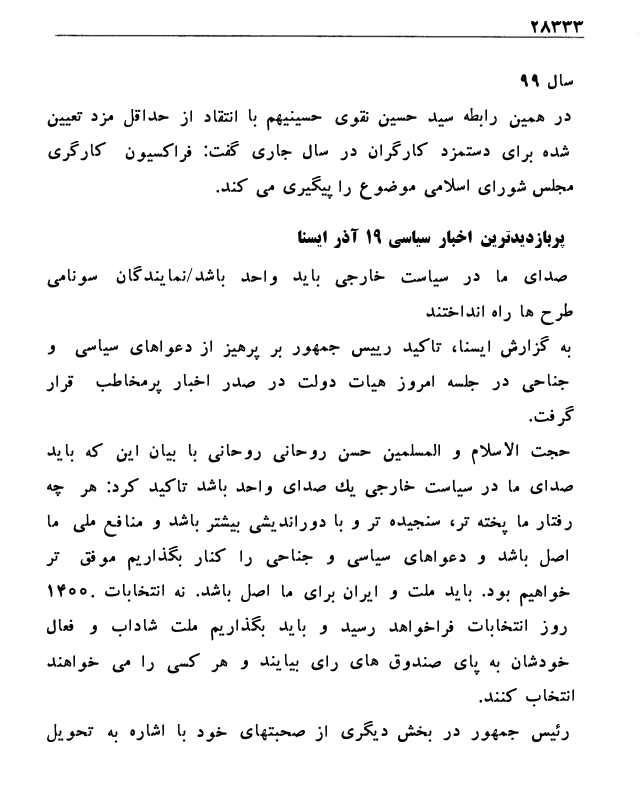 ۲۸۳۳۳
سال ۹۹
در همین رابطه سید حسین نقوی حسینیهم با انتقاد از حداقل مزد تعیین
شده برای دستمزد کارگران در سال جاری گفت: فراکسیون کارگری
مجلس شورای اسلامی موضوع را پیگیری می کند.
پربازدیدترین اخبار سیاسی ۱۹ آذر ایسنا
صدای ما در سیاست خارجی باید واحد باشد/نمایندگان سونامی
طرح ها راه انداختند
به گزارش ایسنا، تاکید رییس جمهور بر پرهیز از دعواهای سیاسی و
جناحی در جلسه امروز هیات دولت در صدر اخبار پرمخاطب قرار
گرفت.
حجت الاسلام و المسلمین حسن روحانی روحانی با بیان این که باید
صدای ما در سیاست خارجی یك صدای واحد باشد تاکید کرد: هر چه
رفتار ما پخته تر، سنجیده تر و با دوراندیشی بیشتر باشد و منافع ملی ما
اصل باشد و دعواهای سیاسی و جناحی را کنار بگذاریم موفق تر
خواهیم بود. باید ملت و ایران برای ما اصل باشد. نه انتخابات ۱۴۰۰.
روز انتخابات فراخواهد رسید و باید بگذاریم ملت شاداب و فعال
خودشان به پای صندوق های رای بیایند و هر کسی را می خواهند
انتخاب کنند.
رئیس جمهور در بخش دیگری از صحبتهای خود با اشاره به تحویل